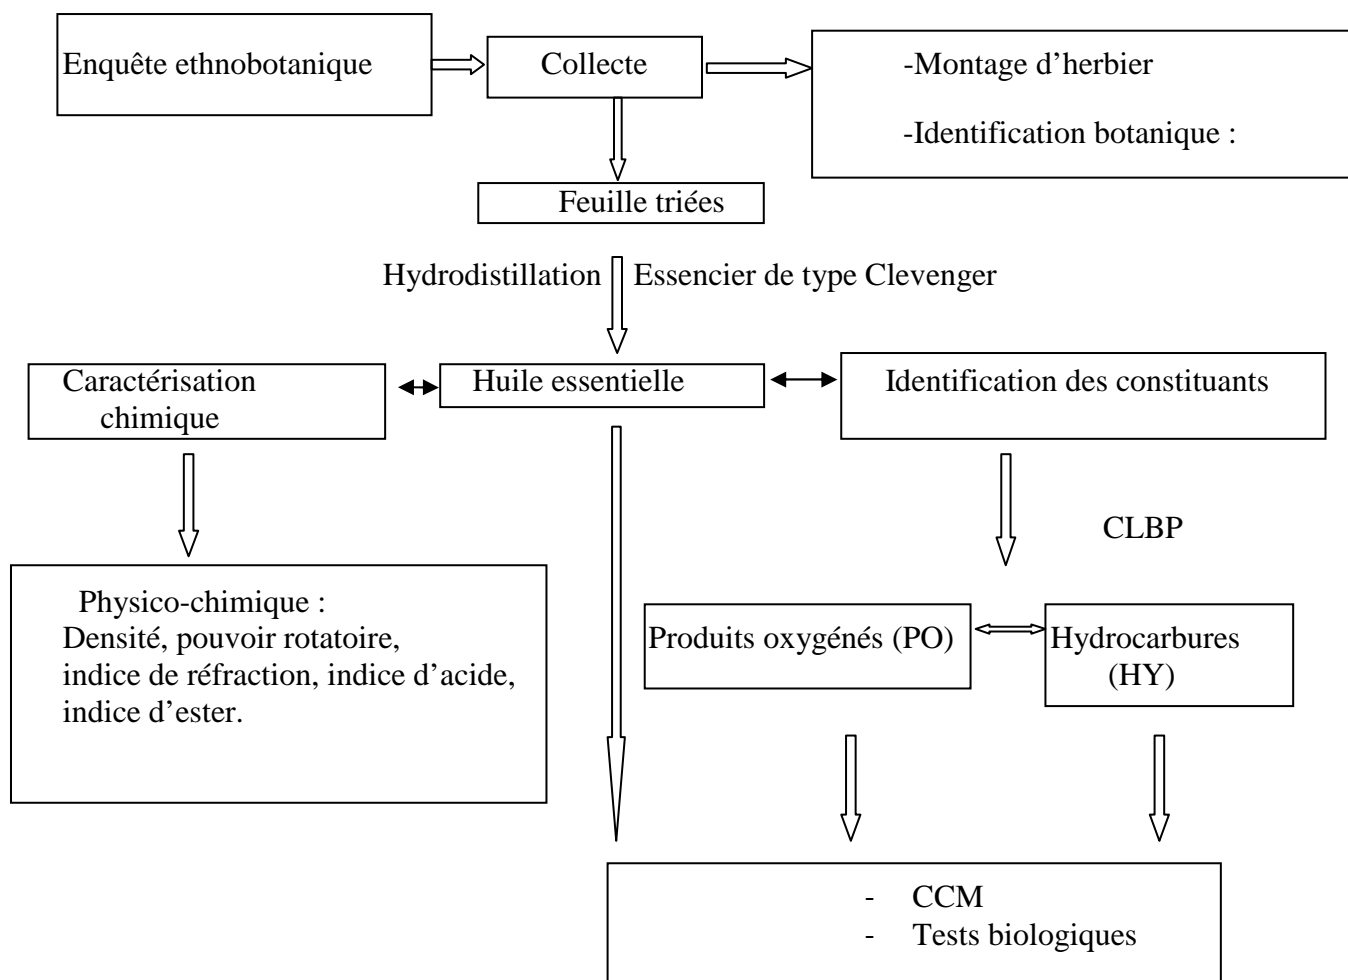 Enquête ethnobotanique
Collecte
-Montage d’herbier
-Identification botanique :
Feuille triées
Hydrodistillation
Essencier de type Clevenger
Caractérisation
chimique
Huile essentielle
Identification des constituants
CLBP
Physico-chimique :
Densité, pouvoir rotatoire,
indice de réfraction, indice d’acide,
indice d’ester.
Produits oxygénés (PO)
Hydrocarbures
(HY)
- CCM
- Tests biologiques